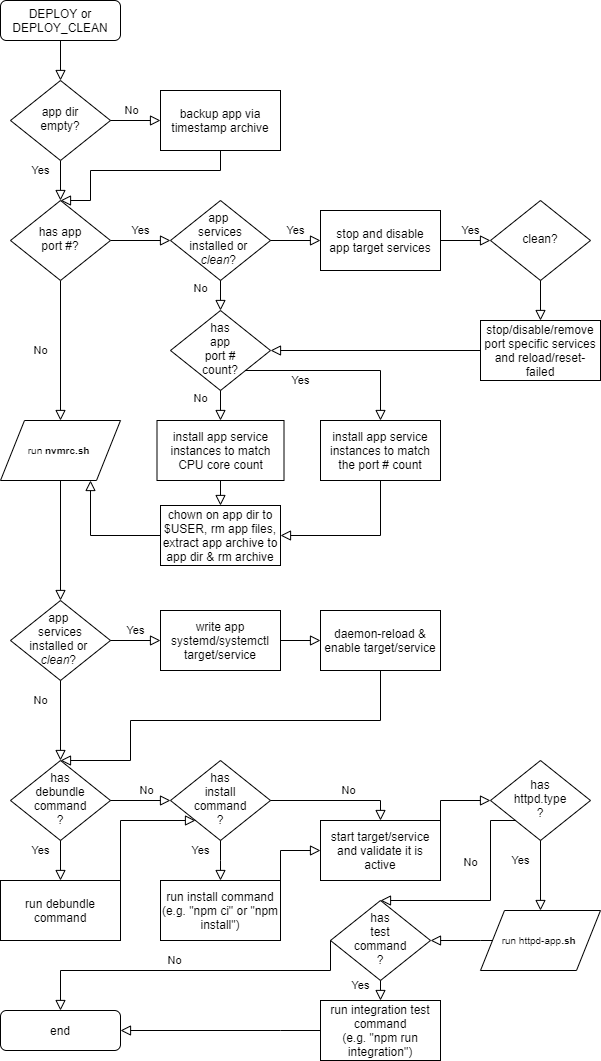 DEPLOY or
DEPLOY_CLEAN
app dir
empty?
No
backup app via
timestamp archive
Yes
has app
port #?
Yes
app
services
installed or
clean?
Yes
stop and disable
app target services
Yes
clean?
No
No
has
app
port #
count?
stop/disable/remove
port specific services
and reload/reset-
failed
Yes
No
run nvmrc.sh
install app service
instances to match
CPU core count
install app service
instances to match
the port # count
chown on app dir to
$USER, rm app files,
extract app archive to
app dir & rm archive
app
services
installed or
clean?
Yes
write app
systemd/systemctl
target/service
daemon-reload &
enable target/service
No
has
debundle
command
?
No
has
install
command
?
No
has
httpd.type
?
start target/service
and validate it is
active
Yes
Yes
No
Yes
run debundle
command
run install command
(e.g. "npm ci" or "npm
install")
has
test
command
?
run httpd-app.sh
No
Yes
end
run integration test
command
(e.g. "npm run
integration")